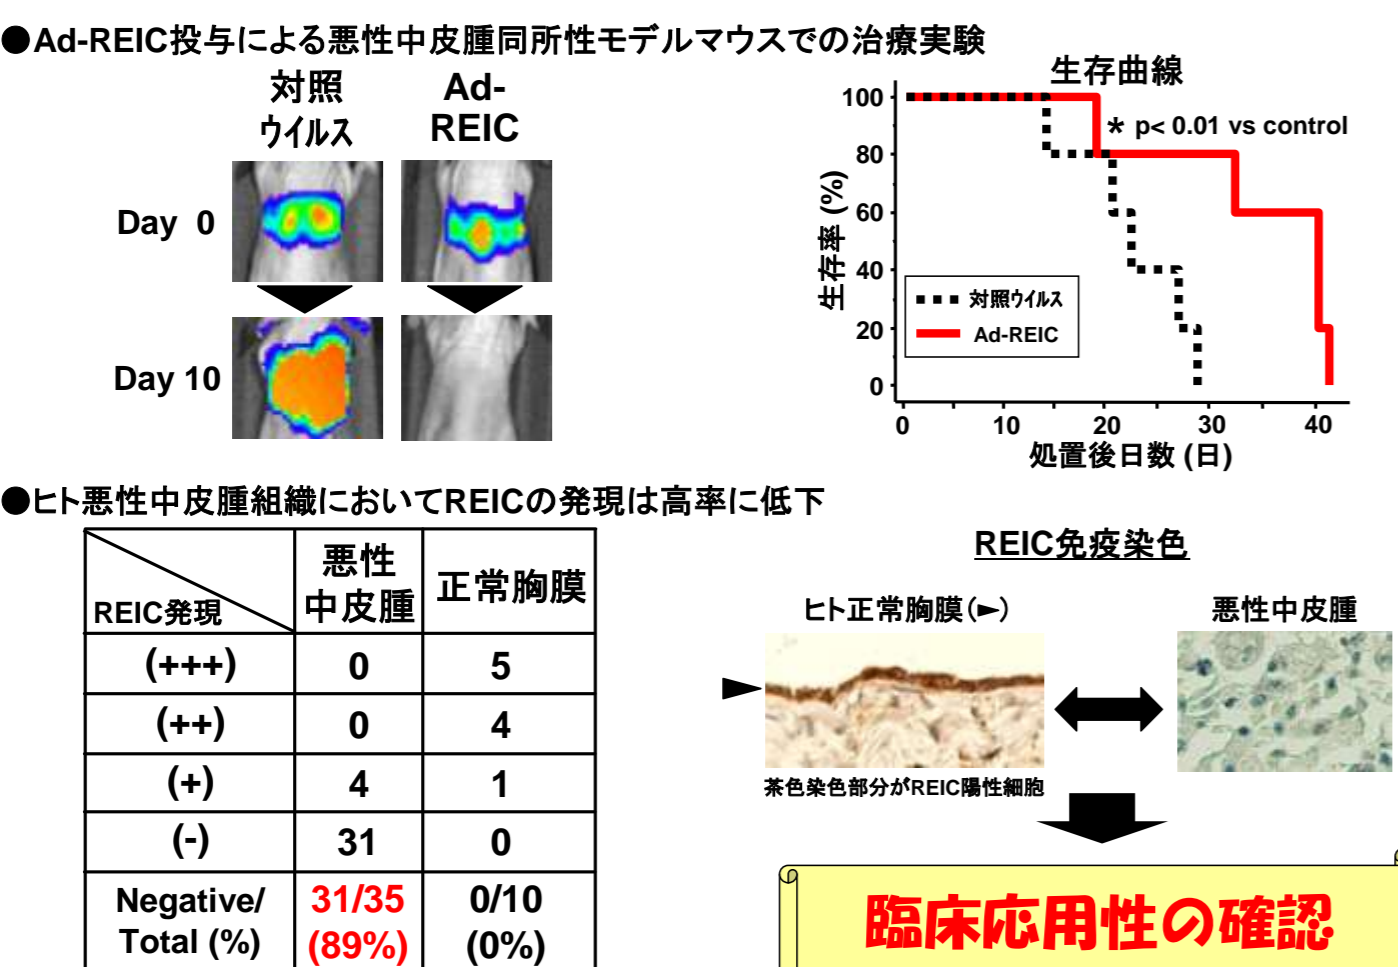 ●Ad-REIC投与による悪性中皮腫同所性モデルマウスでの治療実験
対照
ウイルス
Ad-
REIC
Day 0
Day 10
生存曲線
* p< 0.01 vs control
生存率 (%)
100
80
60
40
20
0
対照ウイルス
Ad-REIC
0 10 20 30 40
処置後日数 (日)
●ヒト悪性中皮腫組織においてREICの発現は高率に低下
REIC発現
悪性
中皮腫
正常胸膜
(+++) 0 5
(++) 0 4
(+) 4 1
(-) 31 0
Negative/ 31/35 0/10
Total (%) (89%) (0%)
REIC免疫染色
ヒト正常胸膜(►)
悪性中皮腫
茶色染色部分がREIC陽性細胞
臨床応用性の確認